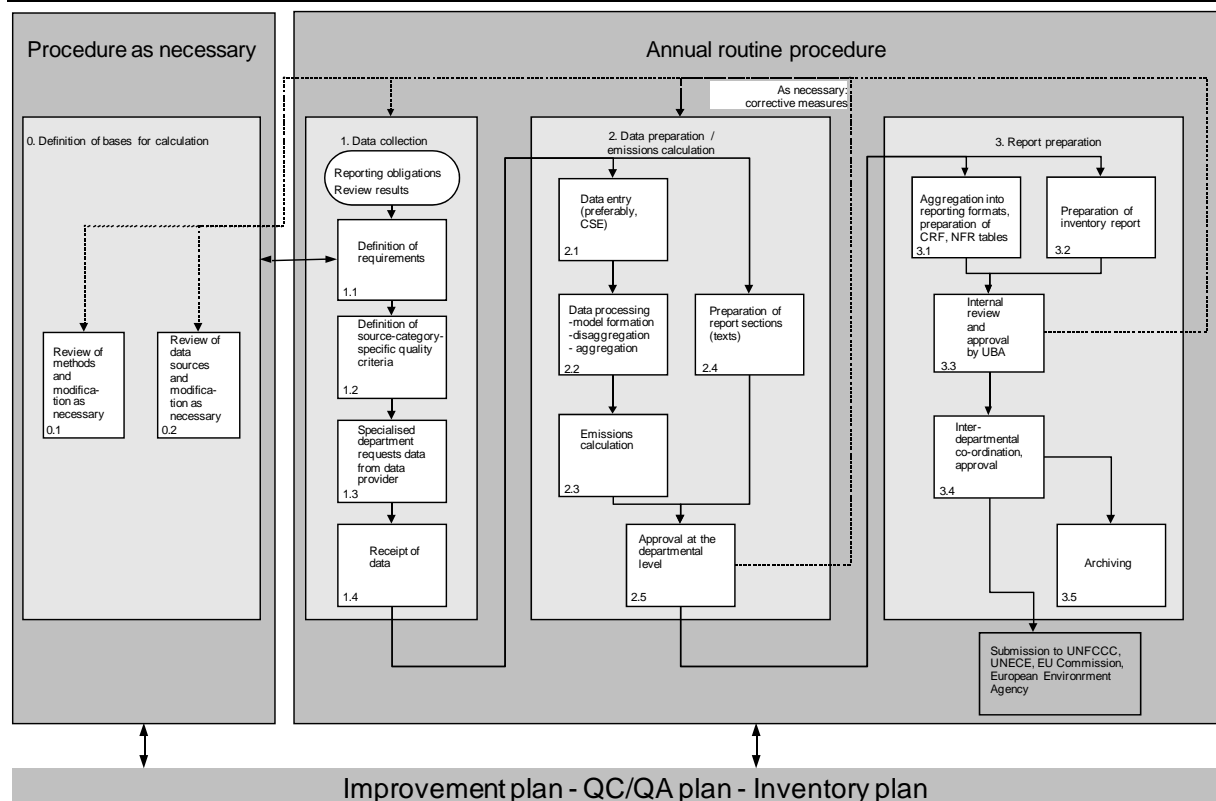 Procedure as necessary
Annual routine procedure
As necessary:
corrective measures
0. Definition of bases for calculation
Review of
methods
and
modifica-
tion as
necessary
0.1
Review of
data
sources
and
modifica-
tion as
necessary
0.2
1. Data collection
Reporting obligations
Review results
Definition of
requirements
1.1
Definition of
source-category-
specific quality
criteria
1.2
Specialised
department
requests data
from data
provider
1.3
Receipt of
data
1.4
2. Data preparation /
emissions calculation
Data entry
(preferably,
CSE)
2.1
Data processing
-model formation
-disaggregation
- aggregation
2.2
Preparation of
report sections
(texts)
2.4
Emissions
calculation
2.3
Approval at the
departmental
level
2.5
3. Report preparation
Aggregation into
reporting formats,
preparation of
CRF, NFR tables
3.1
Preparation of
inventory report
3.2
Internal
review
and
approval
by UBA
3.3
Inter-
departmental
co-ordination,
approval
3.4
Archiving
3.5
Submission to UNFCCC,
UNECE, EU Commission,
European Environrment
Agency
Improvement plan - QC/QA plan - Inventory plan